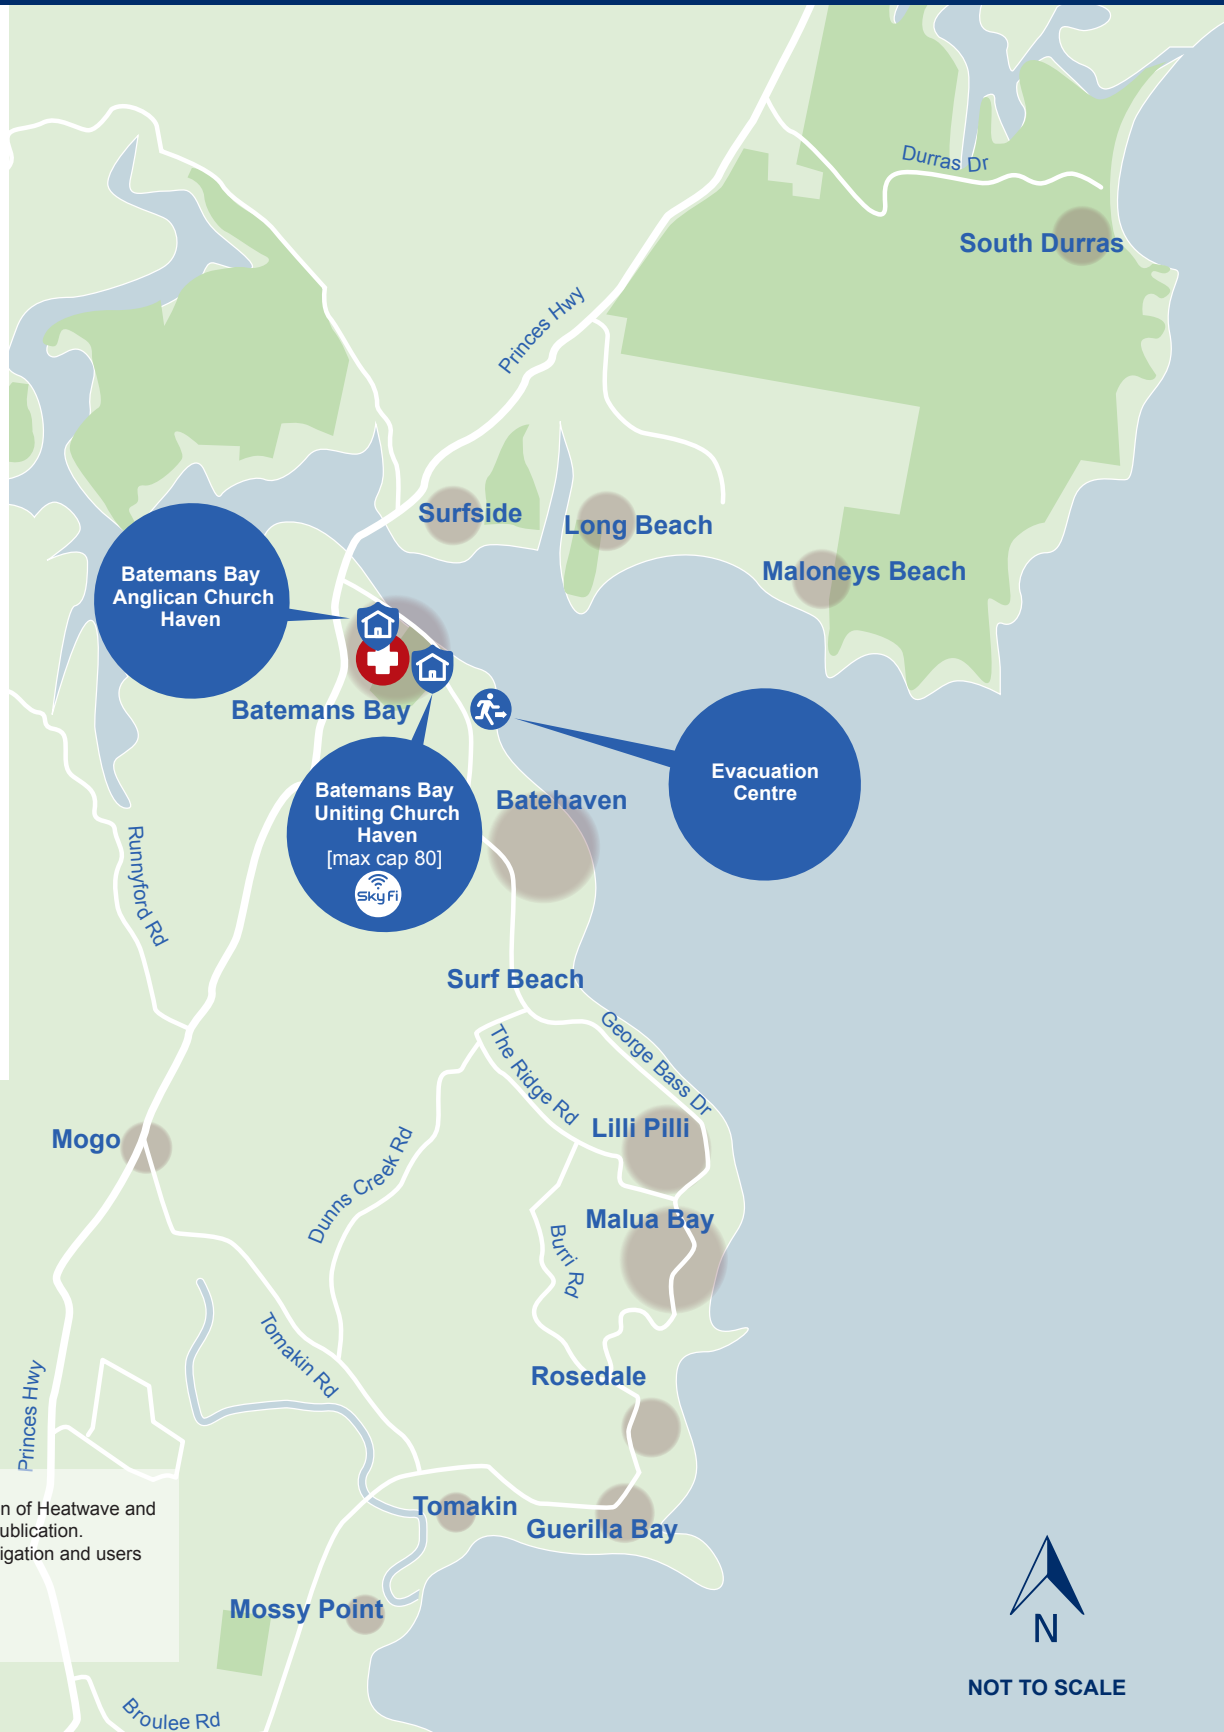 Durras Dr
South Durras
Princes Hwy
Surfside
Long Beach
Maloneys Beach
Batemans Bay
Anglican Church
Haven
Batemans Bay
Batemans Bay
Uniting Church
Haven
[max cap 80]
SkyFi
Evacuation
Centre
Batehaven
Runnyford Rd
Surf Beach
George Bass Dr
The Ridge Rd
Lilli Pilli
Mogo
Dunns Creek Rd
Malua Bay
Burri Rd
Tomakin Rd
Rosedale
Princes Hwy
n of Heatwave and
ublication.
igation and users
Tomakin
Guerilla Bay
Mossy Point
Broulee Rd
N
NOT TO SCALE